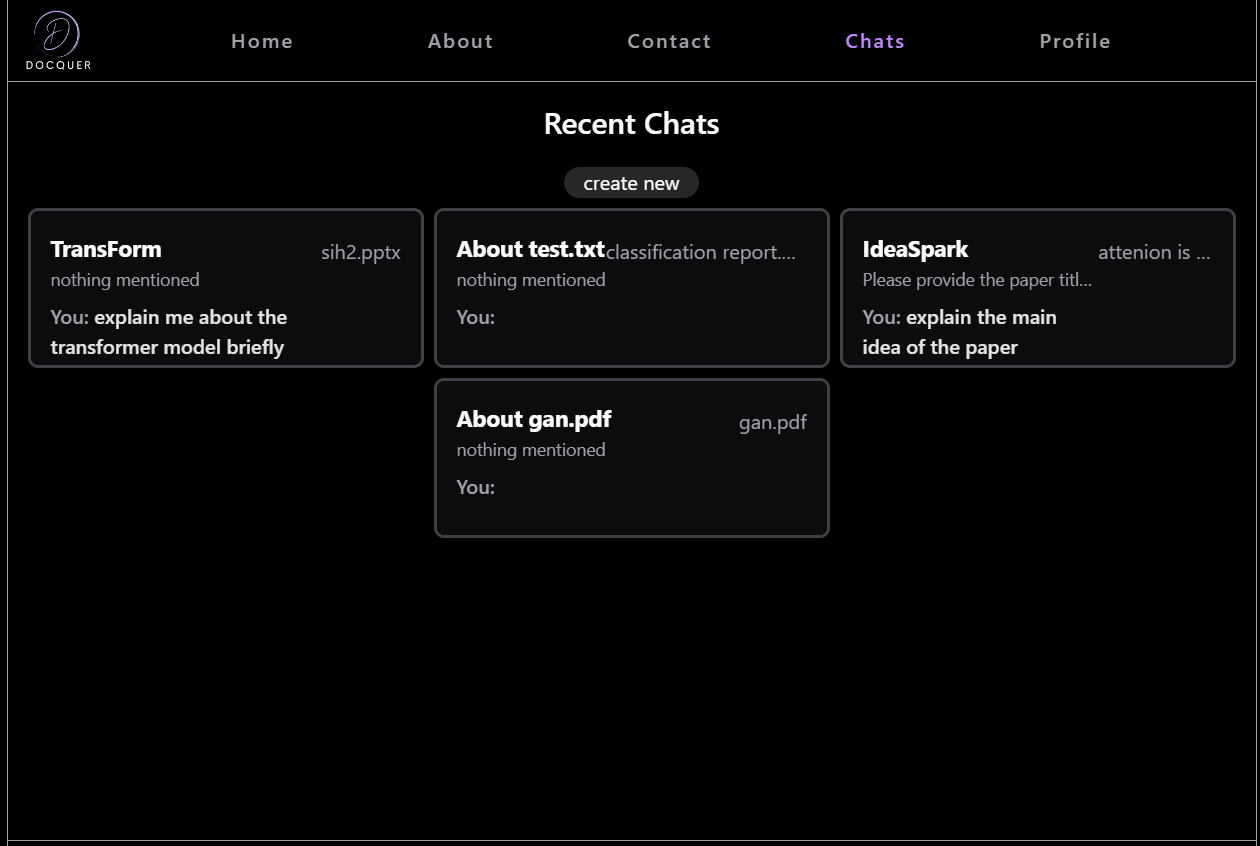 DOCQUER
Home About Contact Chats Profile
Recent Chats
create new
TransForm sih2.pptx
nothing mentioned
You: explain me about the
transformer model briefly
About test.txt classification report....
nothing mentioned
You:
IdeaSpark attenion is ...
Please provide the paper titl...
You: explain the main
idea of the paper
About gan.pdf gan.pdf
nothing mentioned
You: